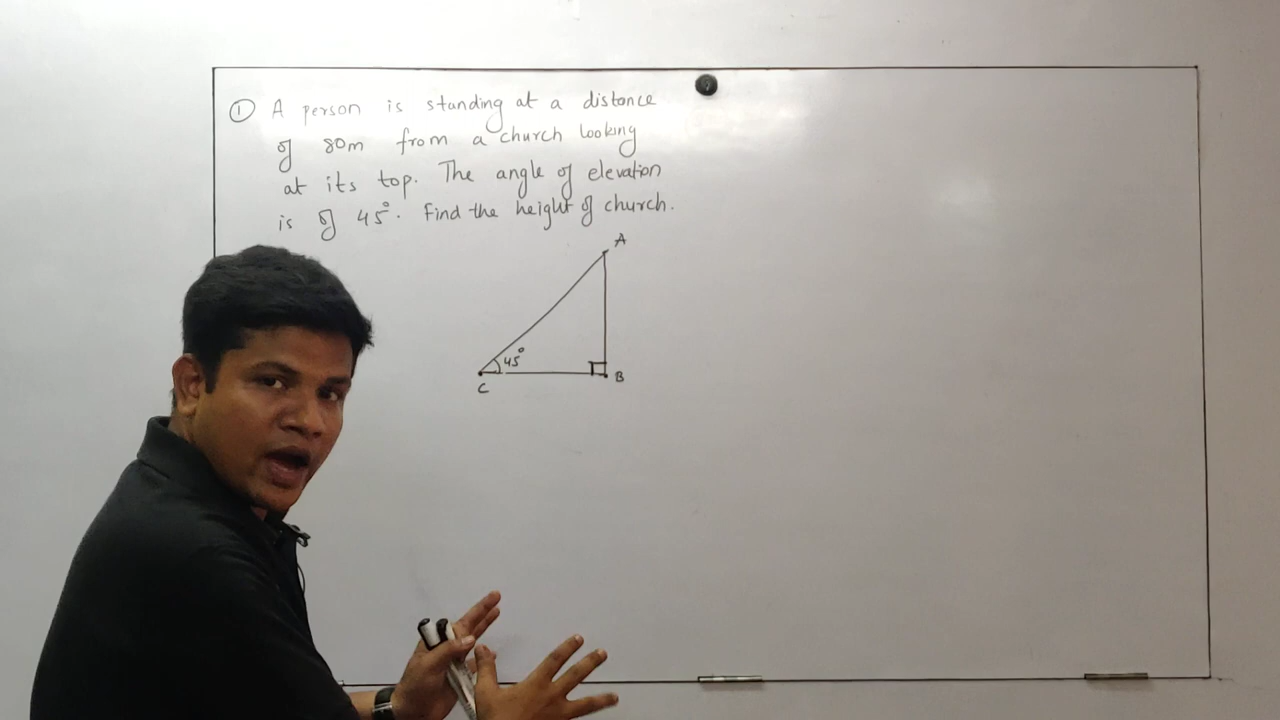 ① A person is standing at a distance
of 80m from a church looking
at its top. The angle of elevation
is of 45°. Find the height of church.
A
45°
B
C